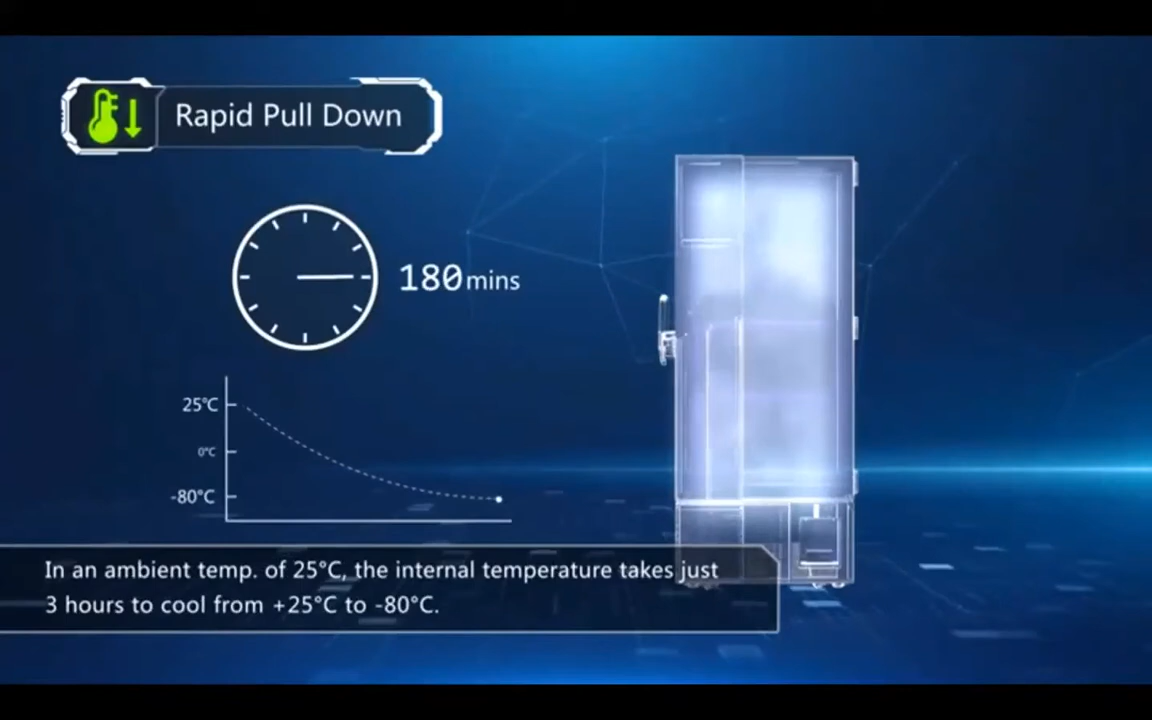 Rapid Pull Down
180mins
25℃
0℃
-80℃
In an ambient temp. of 25°C, the internal temperature takes just
3 hours to cool from +25°C to -80°C.